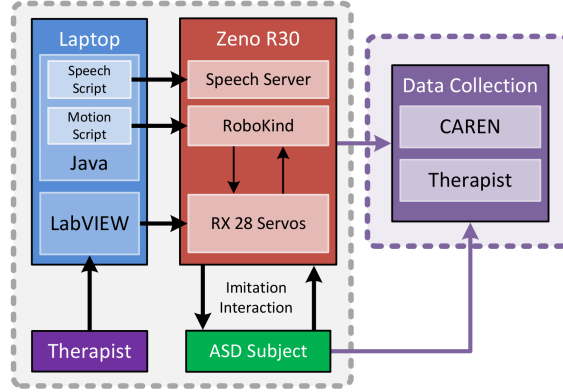 Laptop
Speech
Script
Motion
Script
Java
LabVIEW
Therapist
Zeno R30
Speech Server
RoboKind
RX 28 Servos
Imitation
Interaction
ASD Subject
Data Collection
CAREN
Therapist